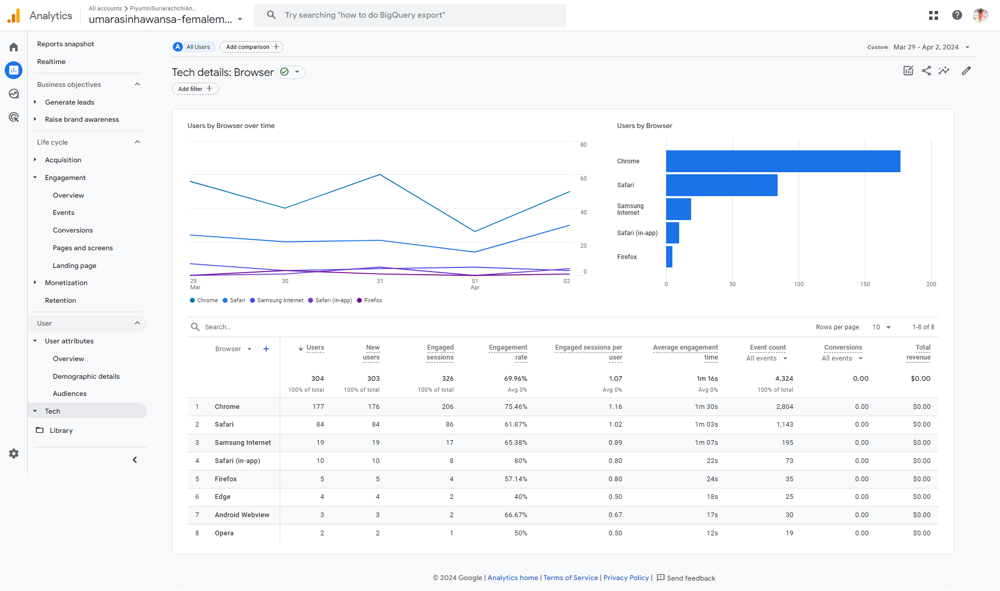 Analytics
All accounts > PiyumniSuriarachchiAn...
umarasinhawansa-femalem...
Try searching "how to do BigQuery export"
Reports snapshot
Realtime
Business objectives
Generate leads
Raise brand awareness
Life cycle
Acquisition
Engagement
Overview
Events
Conversions
Pages and screens
Landing page
Monetization
Retention
User
User attributes
Overview
Demographic details
Audiences
Tech
Library
A All Users
Add comparison +
Custom Mar 29 - Apr 2, 2024
Tech details: Browser
Add filter +
Users by Browser over time
80
60
40
20
0
29 Mar
30
31
01 Apr
02
Chrome Safari Samsung Internet Safari (in-app) Firefox
Users by Browser
Chrome
Safari
Samsung
Internet
Safari (in-app)
Firefox
0 50 100 150 200
Search...
Rows per page: 10 1-8 of 8
Browser + ↓ Users New users Engaged sessions Engagement rate Engaged sessions per user Average engagement time Event count All events Conversions All events Total revenue
304 303 326 69.96% 1.07 1m 16s 4,324 0.00 $0.00
100% of total 100% of total 100% of total Avg 0% Avg 0% Avg 0% 100% of total
1 Chrome 177 176 206 75.46% 1.16 1m 30s 2,804 0.00 $0.00
2 Safari 84 84 86 61.87% 1.02 1m 03s 1,143 0.00 $0.00
3 Samsung Internet 19 19 17 65.38% 0.89 1m 07s 195 0.00 $0.00
4 Safari (in-app) 10 10 8 80% 0.80 22s 73 0.00 $0.00
5 Firefox 5 5 4 57.14% 0.80 24s 35 0.00 $0.00
6 Edge 4 4 2 40% 0.50 18s 25 0.00 $0.00
7 Android Webview 3 3 2 66.67% 0.67 17s 30 0.00 $0.00
8 Opera 2 2 1 50% 0.50 12s 19 0.00 $0.00
© 2024 Google | Analytics home | Terms of Service | Privacy Policy | Send feedback